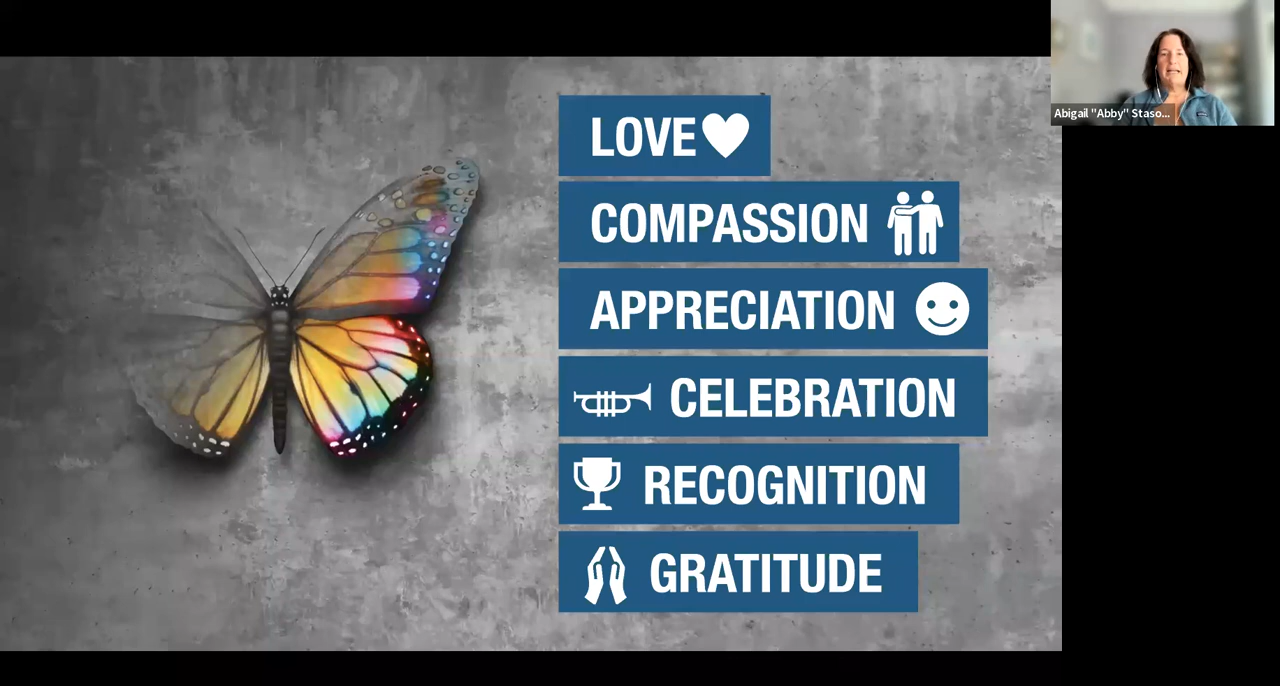 Abigail "Abby" Staso...
LOVE
COMPASSION
APPRECIATION
CELEBRATION
RECOGNITION
GRATITUDE